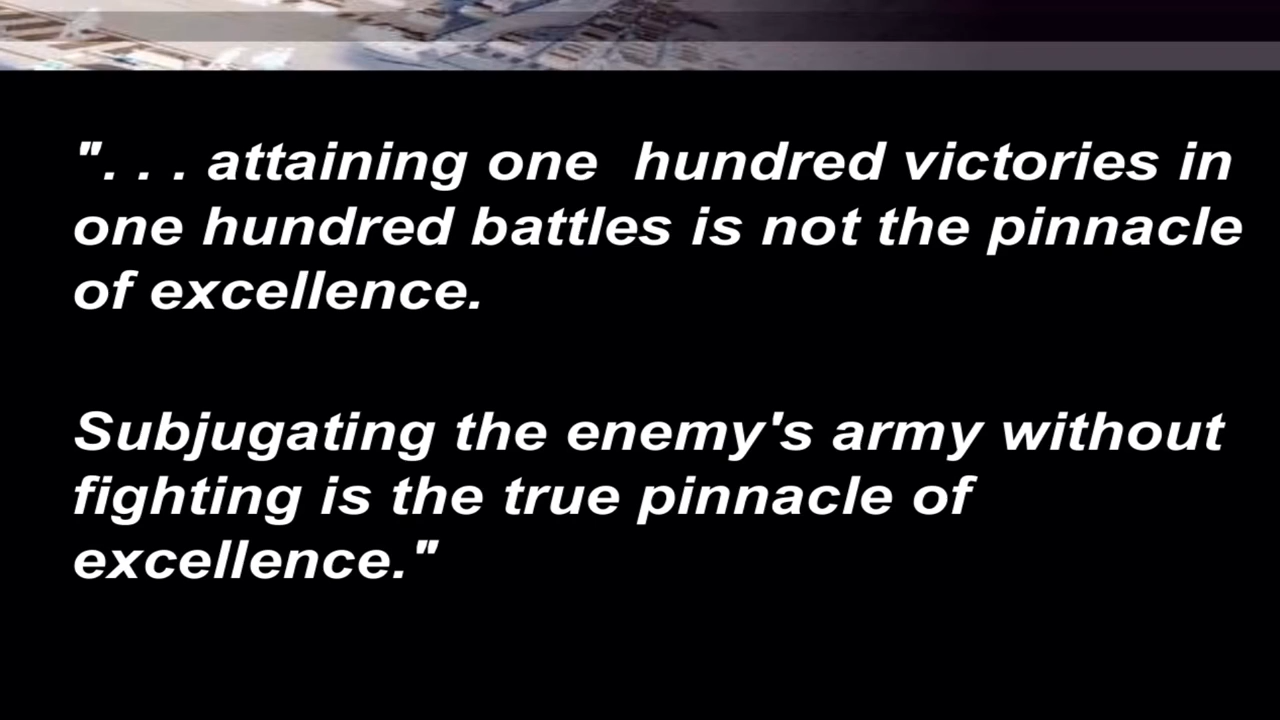 ". . . attaining one  hundred victories in
one hundred battles is not the pinnacle
of excellence.
Subjugating the enemy's army without
fighting is the true pinnacle of
excellence."